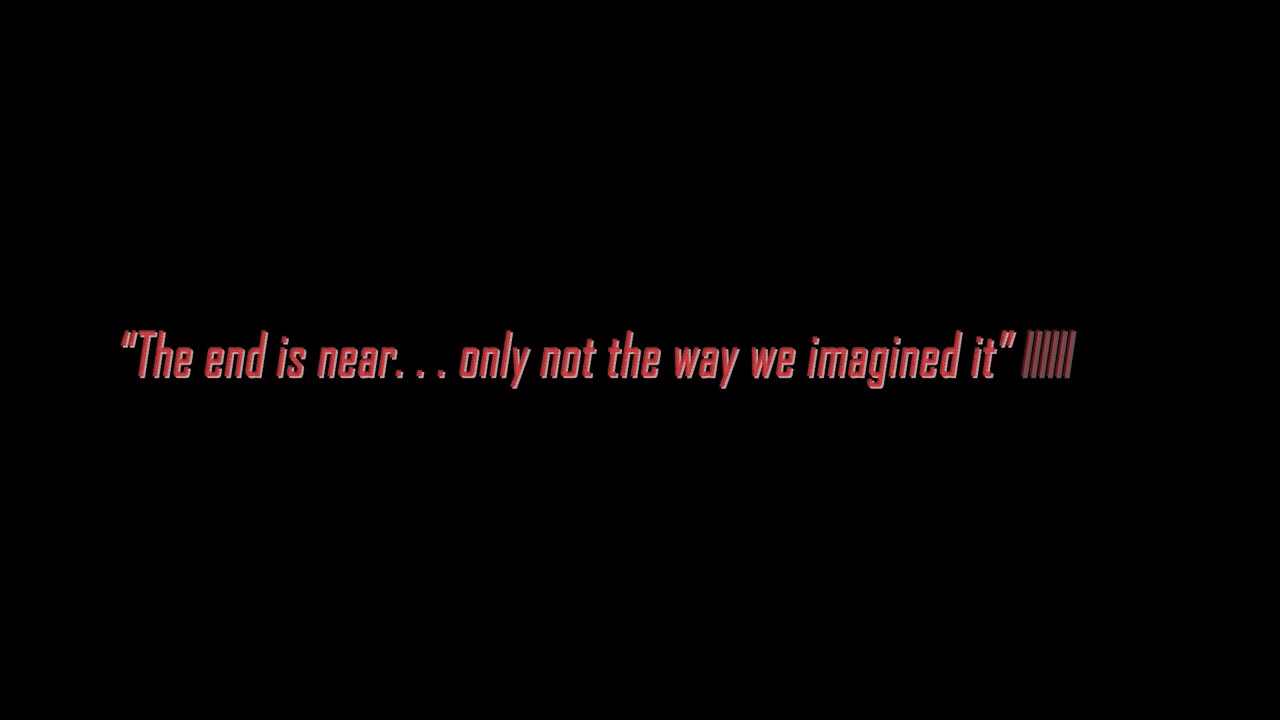 “The end is near. . . only not the way we imagined it” ||||||